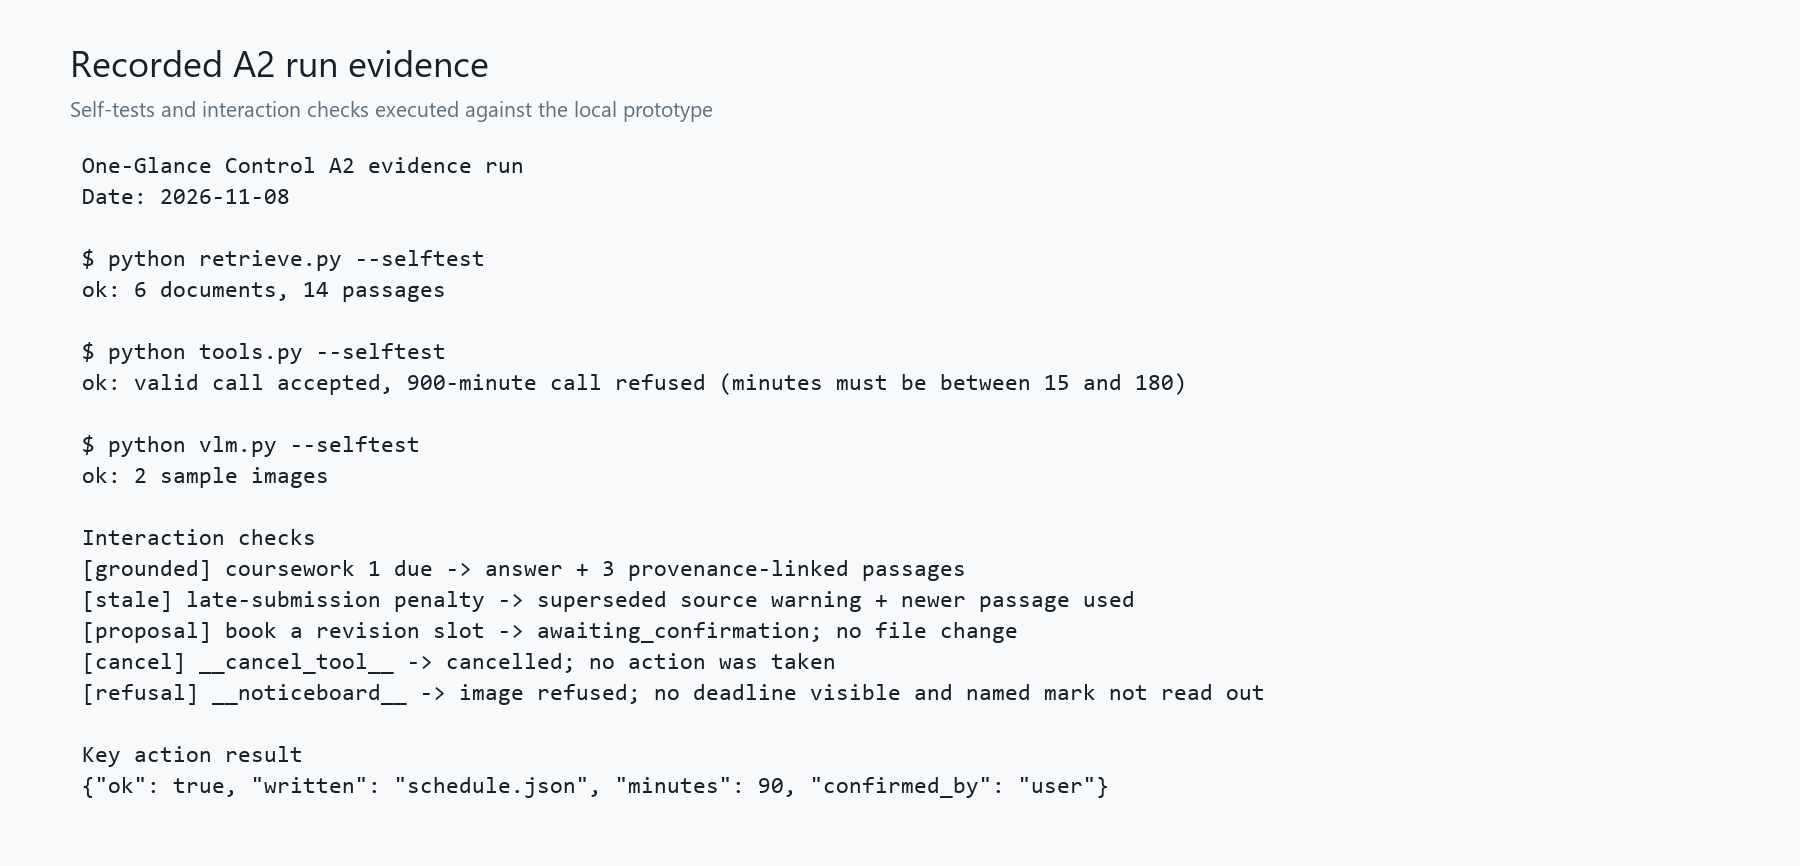 Recorded A2 run evidence
Self-tests and interaction checks executed against the local prototype
One-Glance Control A2 evidence run
Date: 2026-11-08
$ python retrieve.py --selftest
ok: 6 documents, 14 passages
$ python tools.py --selftest
ok: valid call accepted, 900-minute call refused (minutes must be between 15 and 180)
$ python vlm.py --selftest
ok: 2 sample images
Interaction checks
[grounded] coursework 1 due -> answer + 3 provenance-linked passages
[stale] late-submission penalty -> superseded source warning + newer passage used
[proposal] book a revision slot -> awaiting_confirmation; no file change
[cancel] __cancel_tool__ -> cancelled; no action was taken
[refusal] __noticeboard__ -> image refused; no deadline visible and named mark not read out
Key action result
{"ok": true, "written": "schedule.json", "minutes": 90, "confirmed_by": "user"}